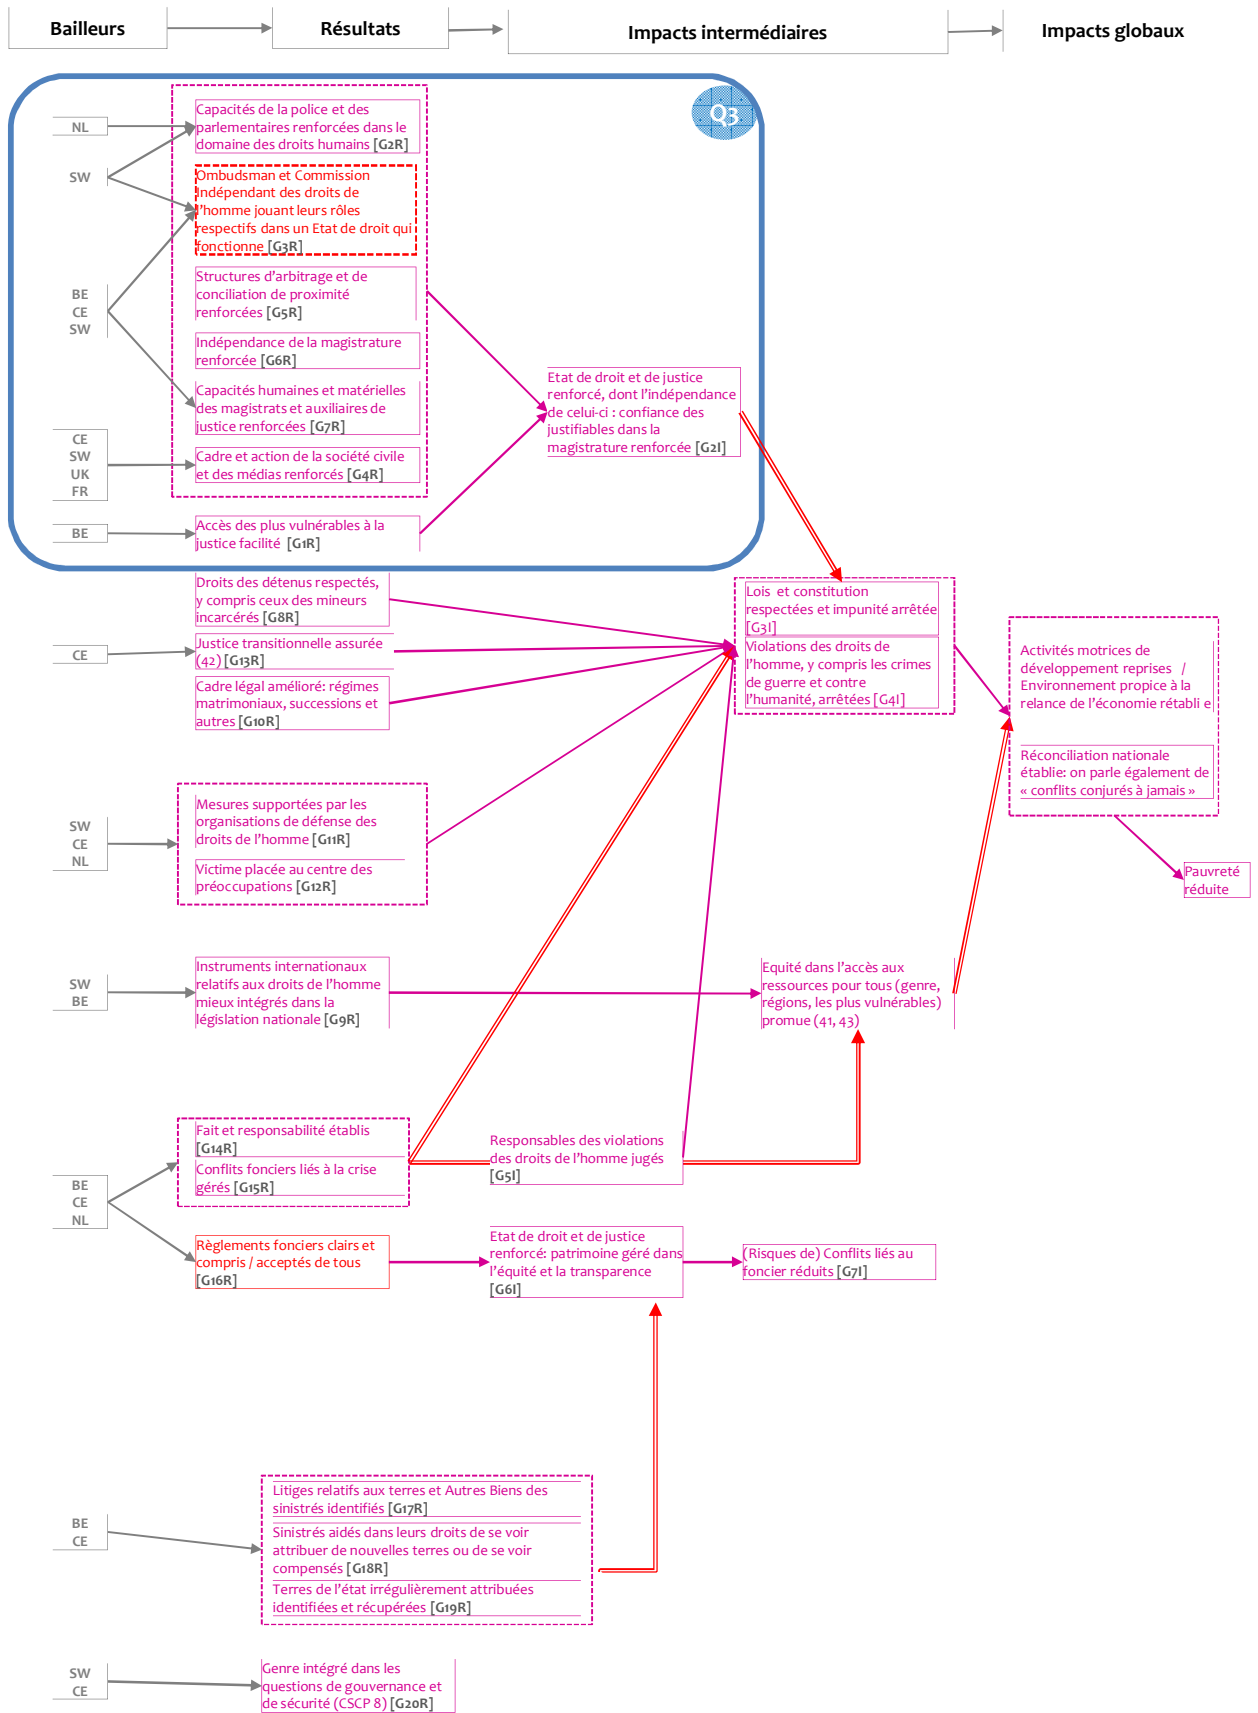 Bailleurs
Résultats
Impacts intermédiaires
Impacts globaux
Q3
NL
Capacités de la police et des
parlementaires renforcées dans le
domaine des droits humains [G2R]
SW
Ombudsman et Commission
Indépendant des droits de
l'homme jouant leurs rôles
respectifs dans un Etat de droit qui
fonctionne [G3R]
BE
CE
SW
Structures d'arbitrage et de
conciliation de proximité
renforcées [G5R]
Indépendance de la magistrature
renforcée [G6R]
Capacités humaines et matérielles
des magistrats et auxiliaires de
justice renforcées [G7R]
Etat de droit et de justice
renforcé, dont l'indépendance
de celui-ci : confiance des
justifiables dans la
magistrature renforcée [G2I]
CE
SW
UK
FR
Cadre et action de la société civile
et des médias renforcés [G4R]
BE
Accès des plus vulnérables à la
justice facilité [G1R]
Droits des détenus respectés,
y compris ceux des mineurs
incarcérés [G8R]
CE
Justice transitionnelle assurée
(42) [G13R]
Cadre légal amélioré: régimes
matrimoniaux, successions et
autres [G10R]
Lois et constitution
respectées et impunité arrêtée
[G3I]
Violations des droits de
l'homme, y compris les crimes
de guerre et contre
l'humanité, arrêtées [G4I]
Activités motrices de
développement reprises /
Environnement propice à la
relance de l'économie rétabli e
Réconciliation nationale
établie: on parle également de
« conflits conjurés à jamais »
Pauvreté
réduite
SW
CE
NL
Mesures supportées par les
organisations de défense des
droits de l'homme [G11R]
Victime placée au centre des
préoccupations [G12R]
SW
BE
Instruments internationaux
relatifs aux droits de l'homme
mieux intégrés dans la
législation nationale [G9R]
Equité dans l'accès aux
ressources pour tous (genre,
régions, les plus vulnérables)
promue (41, 43)
BE
CE
NL
Fait et responsabilité établis
[G14R]
Conflits fonciers liés à la crise
gérés [G15R]
Responsables des violations
des droits de l'homme jugés
[G5I]
Règlements fonciers clairs et
compris / acceptés de tous
[G16R]
Etat de droit et de justice
renforcé: patrimoine géré dans
l'équité et la transparence
[G6I]
(Risques de) Conflits liés au
foncier réduits [G7I]
BE
CE
Litiges relatifs aux terres et Autres Biens des
sinistrés identifiés [G17R]
Sinistrés aidés dans leurs droits de se voir
attribuer de nouvelles terres ou de se voir
compensés [G18R]
Terres de l'état irrégulièrement attribuées
identifiées et récupérées [G19R]
SW
CE
Genre intégré dans les
questions de gouvernance et
de sécurité (CSCP 8) [G20R]